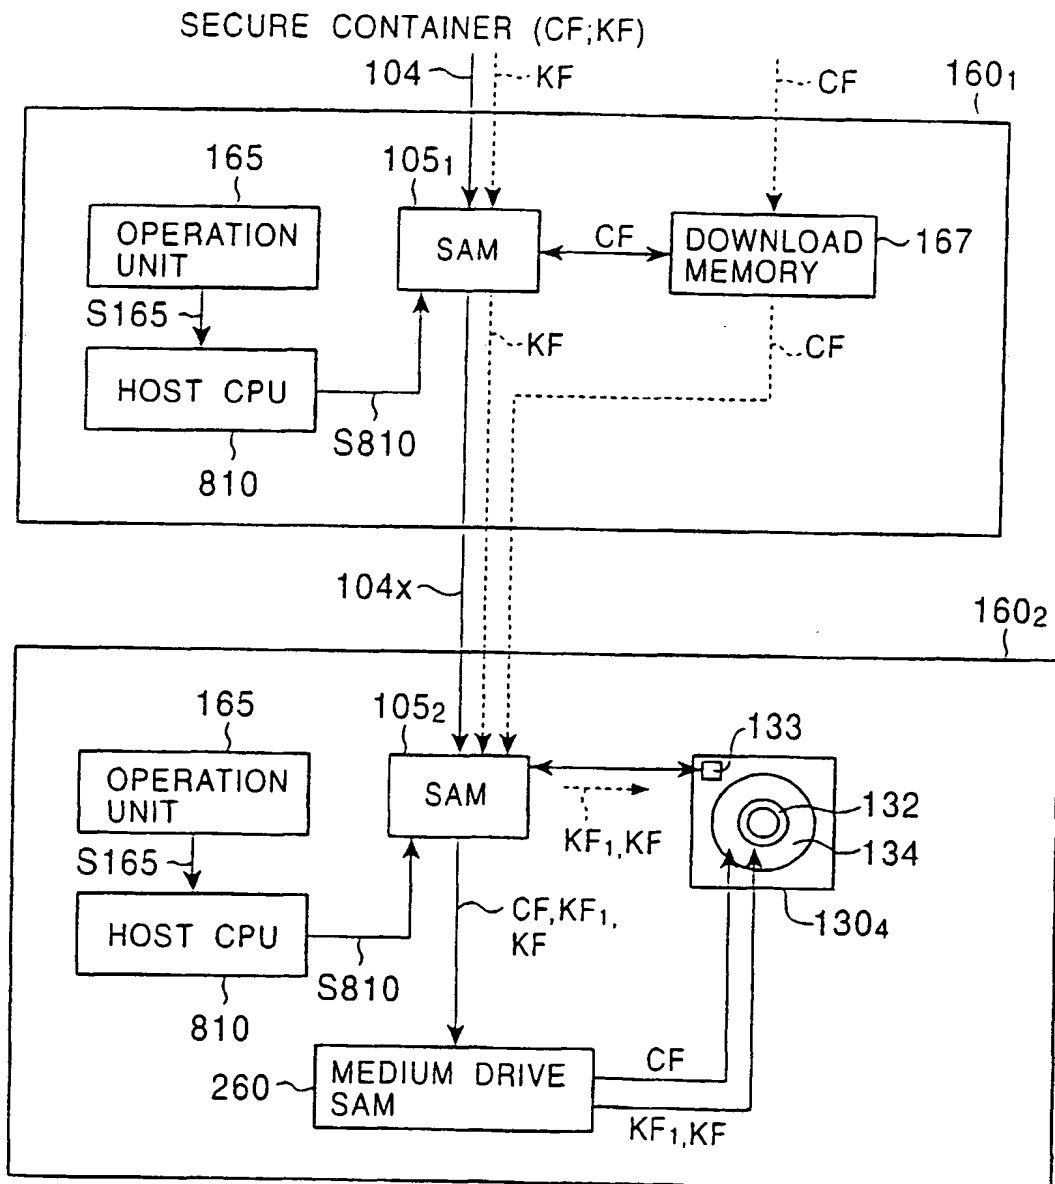 SECURE CONTAINER (CF;KF)
104
KF
CF
160₁
165
105₁
OPERATION
UNIT
SAM
CF
DOWNLOAD
MEMORY
167
S165
KF
CF
HOST CPU
S810
810
104x
160₂
165
105₂
133
OPERATION
UNIT
SAM
132
134
KF₁,KF
S165
130₄
HOST CPU
CF,KF₁,
KF
S810
810
260
MEDIUM DRIVE
SAM
CF
KF₁,KF